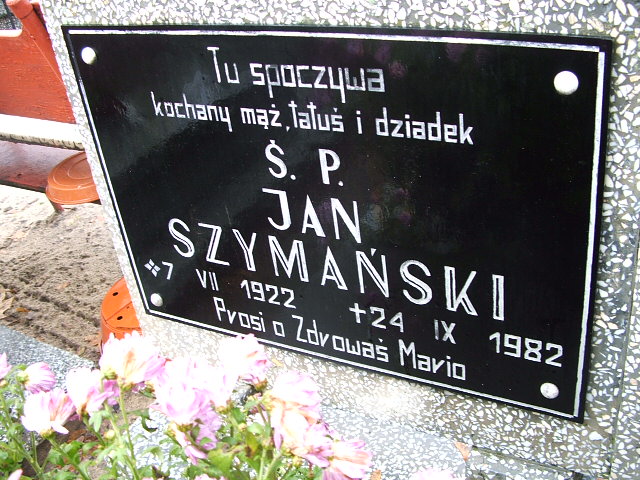 Tu spoczywa
kochany mąż, tatuś i dziadek
Ś. P.
JAN
SZYMAŃSKI
7 VII 1922 +24 IX 1982
Prosi o Zdrowaś Mario